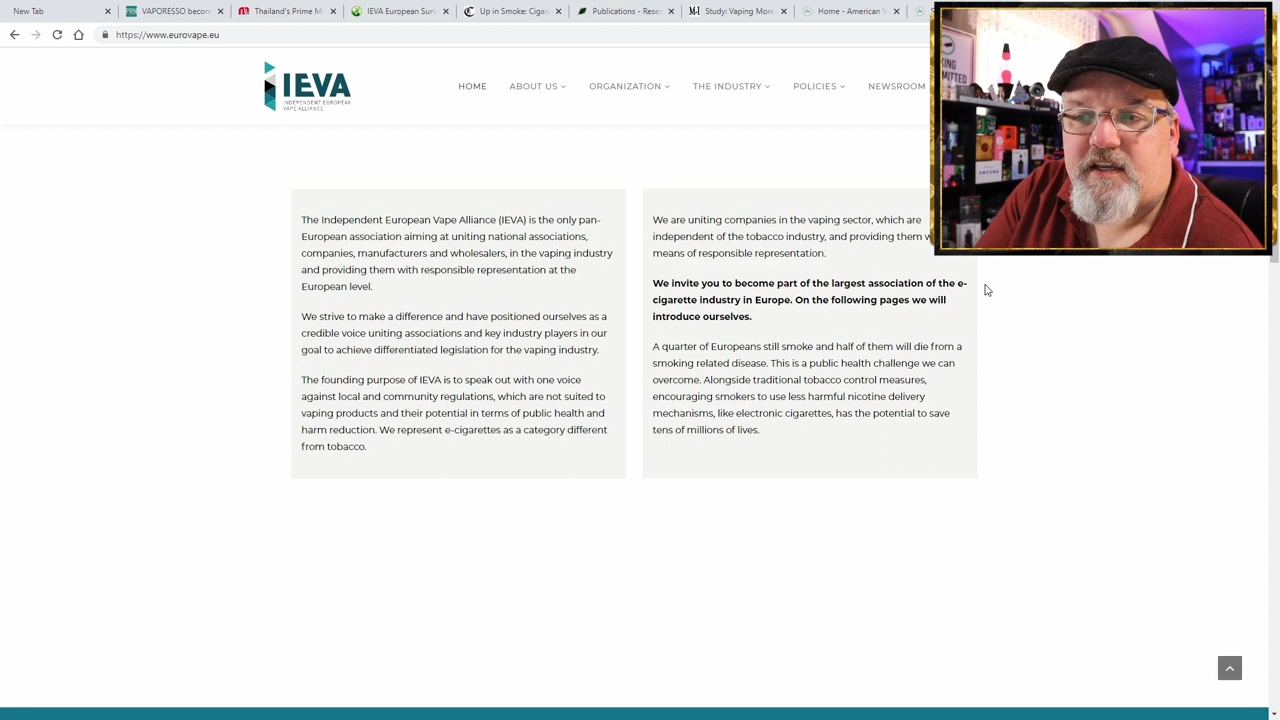 New Tab
VAPORESSO becom
Thailand's Prime M
IEVA European Sur
Up in Smoke: Cigar
Publications - Rese
Study: Vaping More
Home - American V
https://www.eurovape.eu
IEVA
INDEPENDENT EUROPEAN
VAPE ALLIANCE
HOME
ABOUT US
ORGANIZATION
THE INDUSTRY
POLICIES
NEWSROOM
The Independent European Vape Alliance (IEVA) is the only pan-
European association aiming at uniting national associations,
companies, manufacturers and wholesalers, in the vaping industry
and providing them with responsible representation at the
European level.
We strive to make a difference and have positioned ourselves as a
credible voice uniting associations and key industry players in our
goal to achieve differentiated legislation for the vaping industry.
The founding purpose of IEVA is to speak out with one voice
against local and community regulations, which are not suited to
vaping products and their potential in terms of public health and
harm reduction. We represent e-cigarettes as a category different
from tobacco.
We are uniting companies in the vaping sector, which are
independent of the tobacco industry, and providing them w
means of responsible representation.
We invite you to become part of the largest association of the e-
cigarette industry in Europe. On the following pages we will
introduce ourselves.
A quarter of Europeans still smoke and half of them will die from a
smoking related disease. This is a public health challenge we can
overcome. Alongside traditional tobacco control measures,
encouraging smokers to use less harmful nicotine delivery
mechanisms, like electronic cigarettes, has the potential to save
tens of millions of lives.